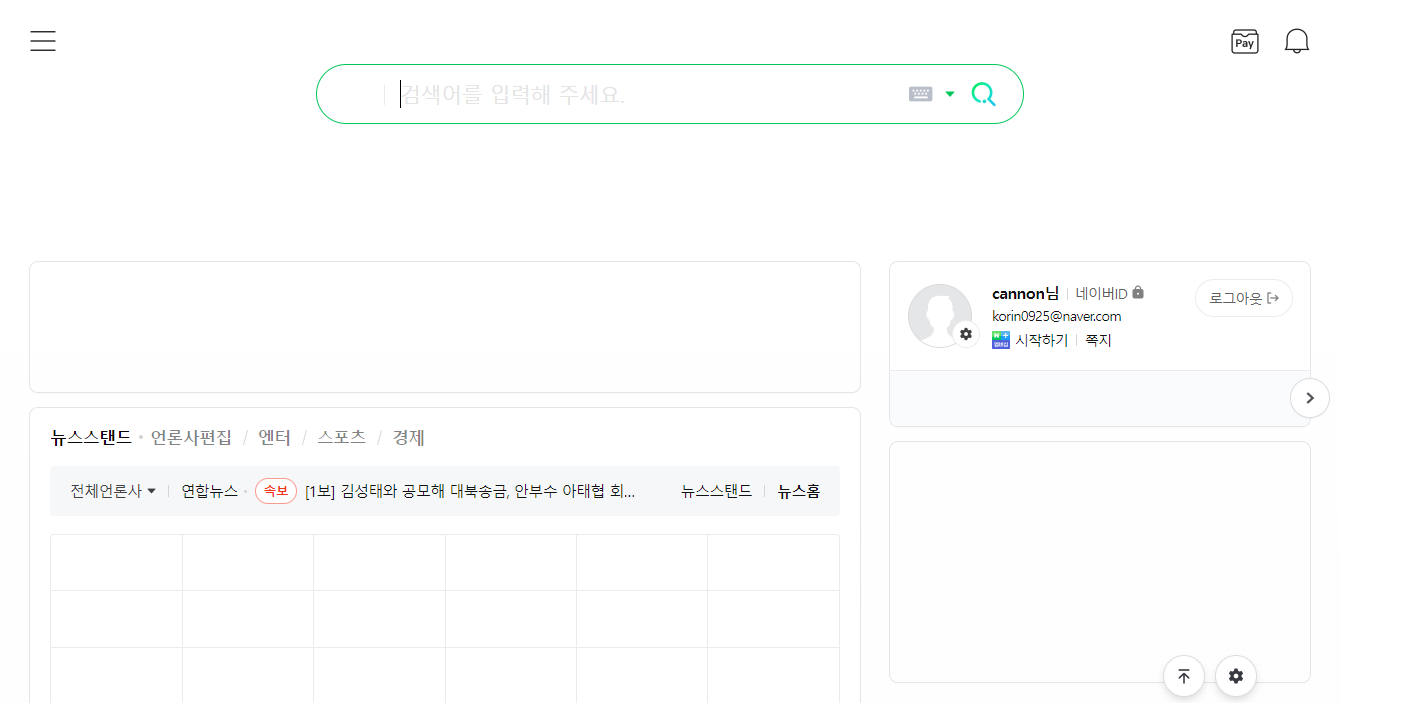 Pay
검색어를 입력해 주세요.
cannon님 네이버ID
로그아웃
korin0925@naver.com
시작하기 쪽지
뉴스스탠드 · 언론사편집 / 엔터 / 스포츠 / 경제
전체언론사 연합뉴스 · 속보 [1보] 김성태와 공모해 대북송금, 안부수 아태협 회... 뉴스스탠드 뉴스홈